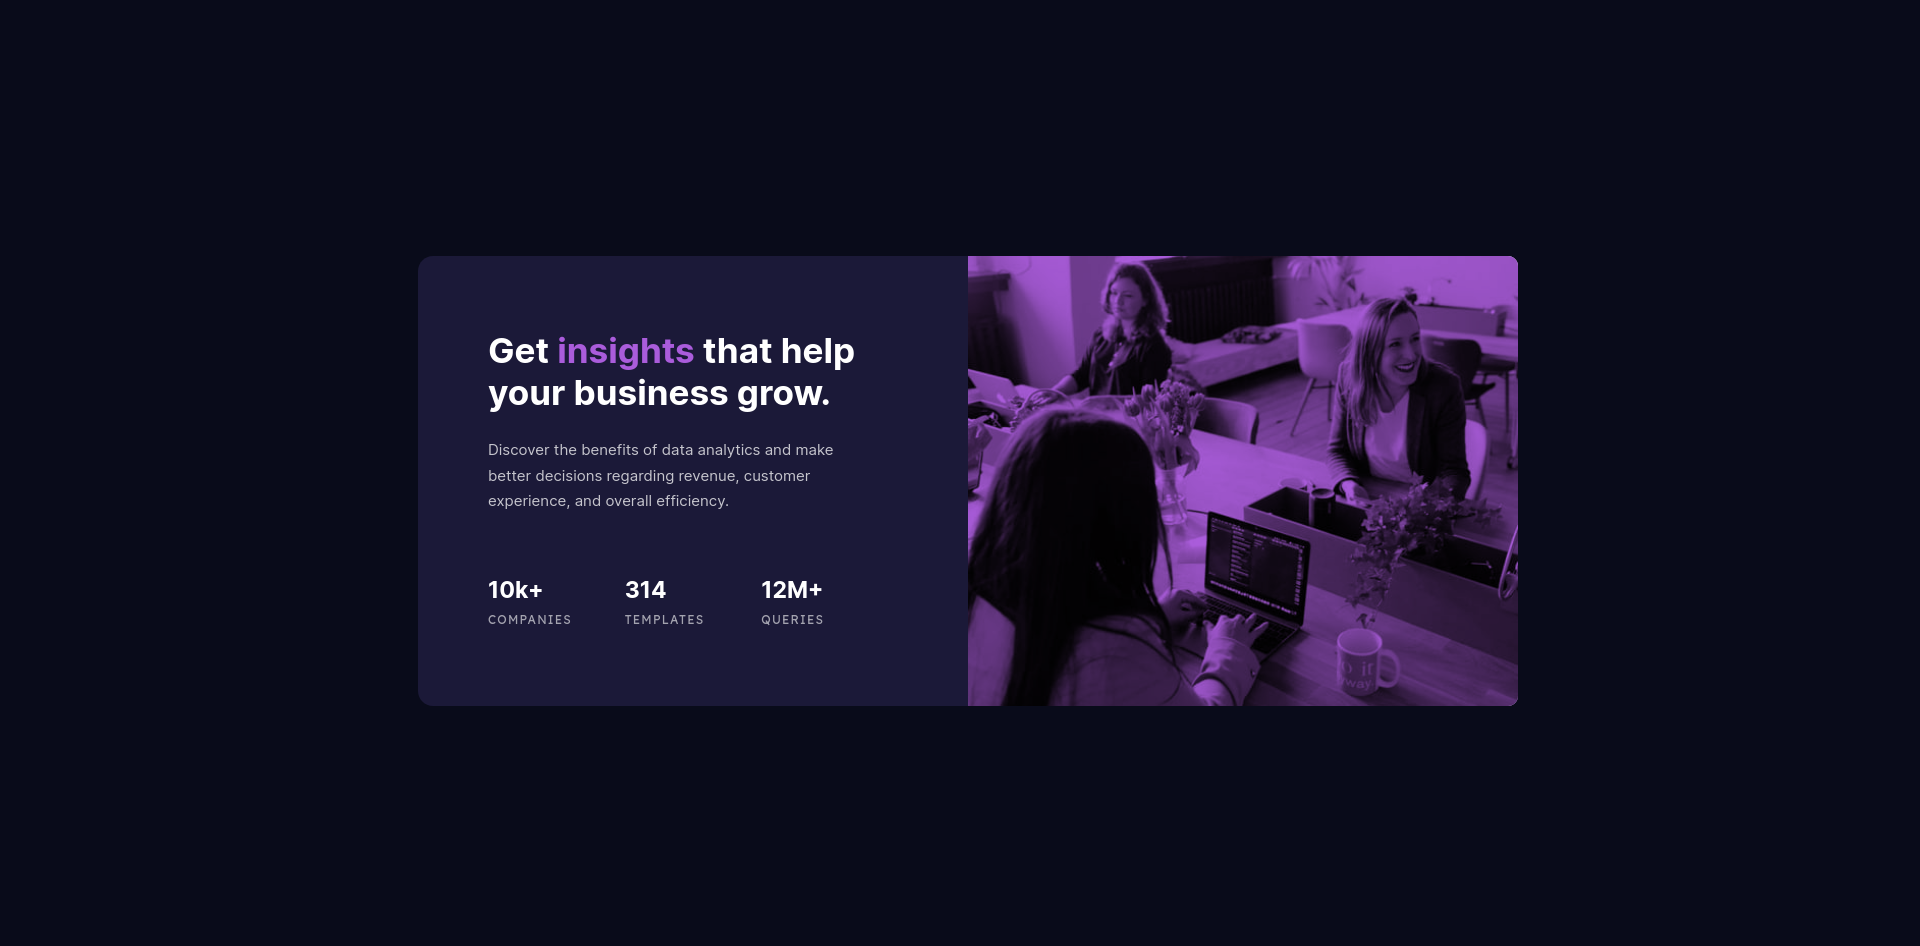 Get insights that help
your business grow.
Discover the benefits of data analytics and make
better decisions regarding revenue, customer
experience, and overall efficiency.
10k+ 314 12M+
COMPANIES TEMPLATES QUERIES